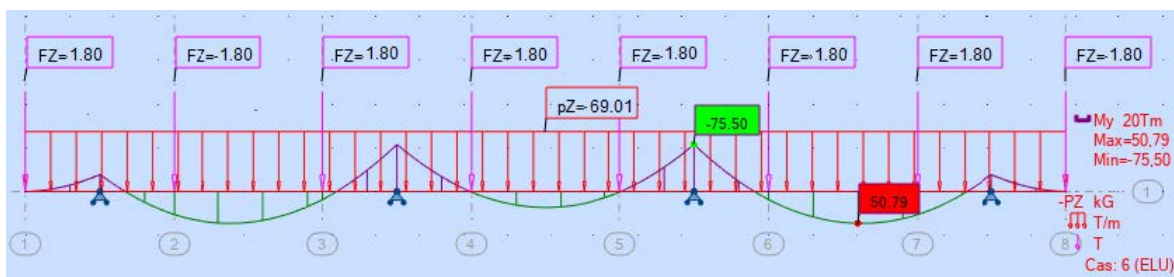 FZ=-1.80 FZ=-1.80 FZ=-1.80 FZ=-1.80 FZ=-1.80 FZ=-1.80 FZ=-1.80 FZ=-1.80
pZ=-69.01
-75.50
My 20Tm
Max=50,79
Min=-75,50
50.79
1
-PZ kG
T/m
T
Cas: 6 (ELU)
1 2 3 4 5 6 7 8